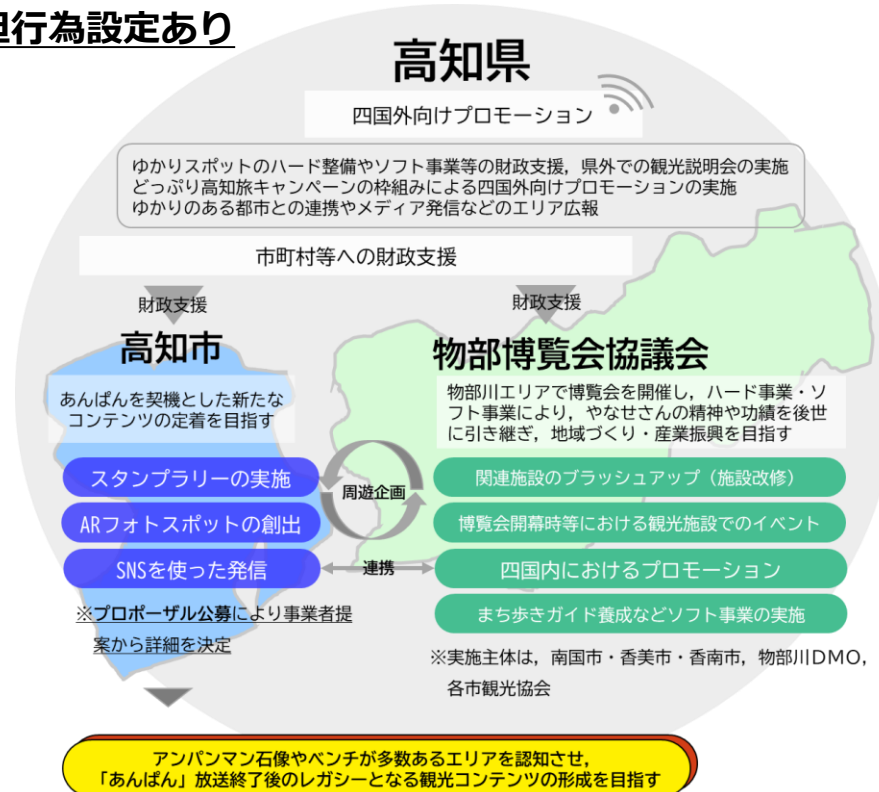 行為設定あり
高知県
四国外向けプロモーション
ゆかりスポットのハード整備やソフト事業等の財政支援，県外での観光説明会の実施
どっぷり高知旅キャンペーンの枠組みによる四国外向けプロモーションの実施
ゆかりのある都市との連携やメディア発信などのエリア広報
市町村等への財政支援
財政支援
財政支援
高知市
あんぱんを契機とした新たな
コンテンツの定着を目指す
スタンプラリーの実施
ARフォトスポットの創出
SNSを使った発信
※プロポーザル公募により事業者提
案から詳細を決定
周遊企画
連携
物部博覧会協議会
物部川エリアで博覧会を開催し，ハード事業・ソ
フト事業により，やなせさんの精神や功績を後世
に引き継ぎ，地域づくり・産業振興を目指す
関連施設のブラッシュアップ（施設改修）
博覧会開幕時等における観光施設でのイベント
四国内におけるプロモーション
まち歩きガイド養成などソフト事業の実施
※実施主体は，南国市・香美市・香南市，物部川DMO，
各市観光協会
アンパンマン石像やベンチが多数あるエリアを認知させ，
「あんぱん」放送終了後のレガシーとなる観光コンテンツの形成を目指す